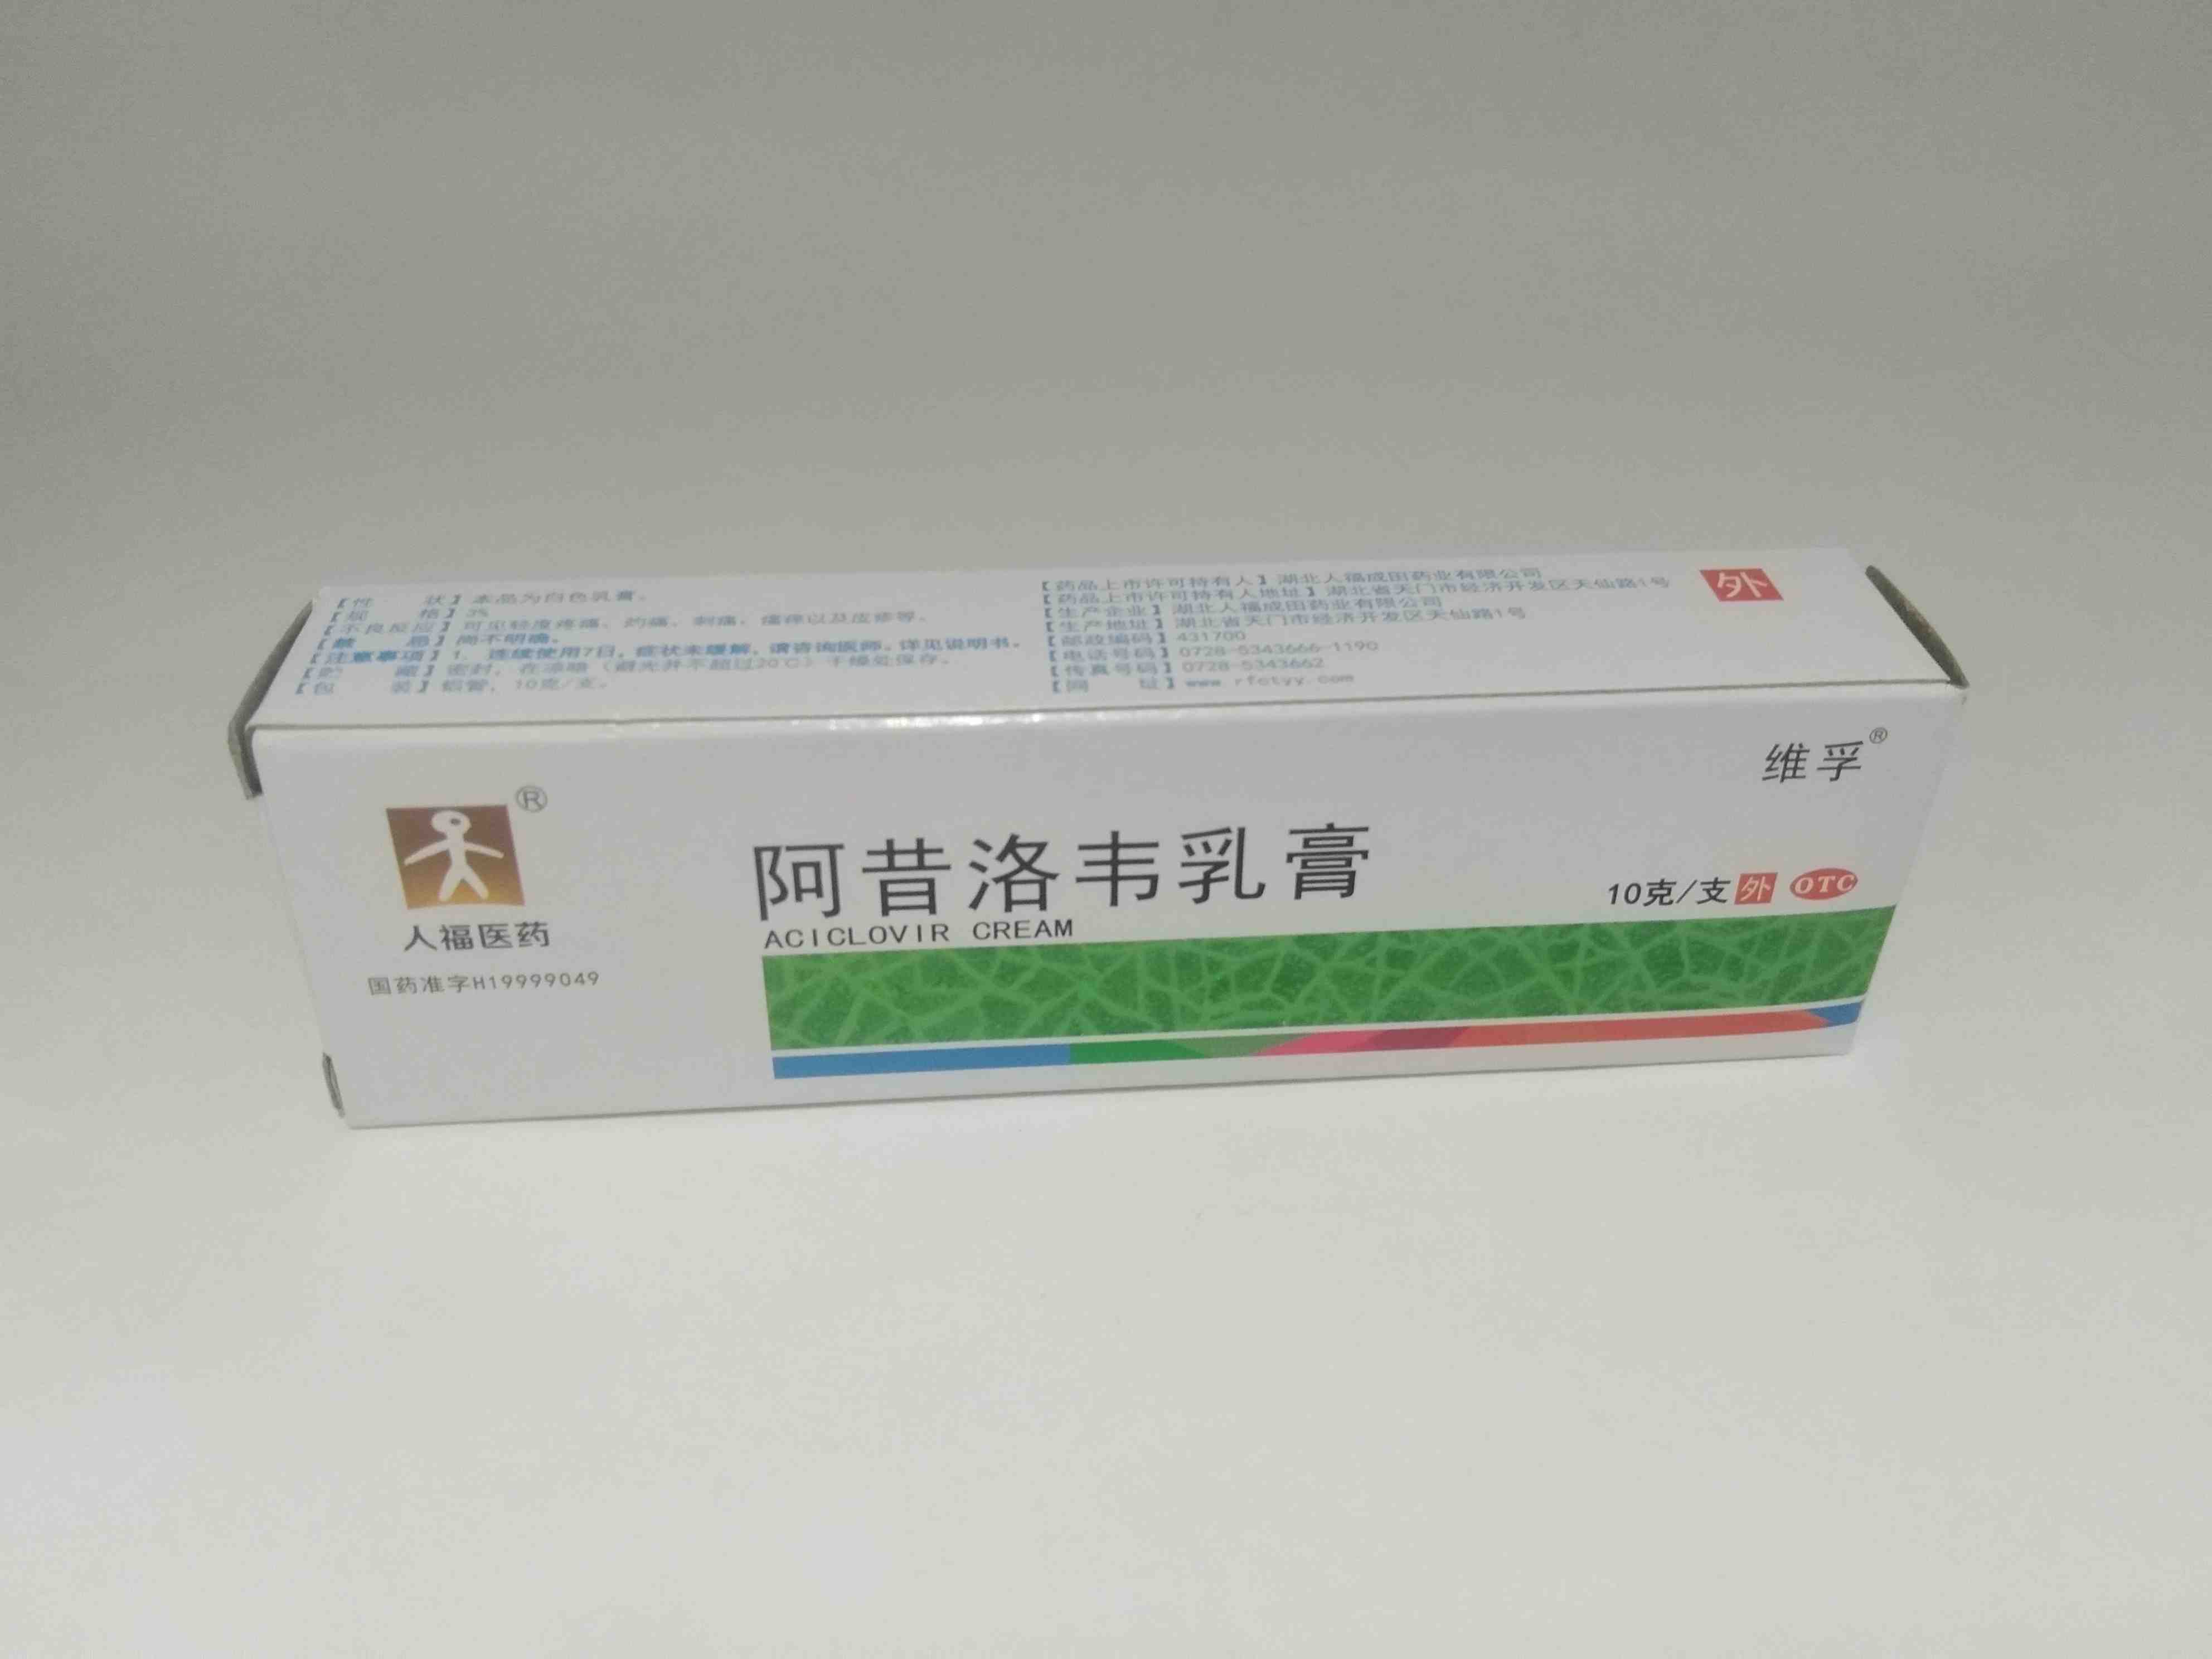 【性　　状】本品为白色乳膏。
【规　　格】3%
【不良反应】可见轻度疼痛、灼痛、刺痛、瘙痒以及皮疹等。
【禁　　忌】尚不明确。
【注意事项】1. 连续使用7日，症状未缓解，请咨询医师。详见说明书。
【贮　　藏】密封，在凉暗（避光并不超过20℃）干燥处保存。
【包　　装】铝管，10克/支。
【药品上市许可持有人】湖北人福成田药业有限公司
【药品上市许可持有人地址】湖北省天门市经济开发区天仙路1号
【生产企业】湖北人福成田药业有限公司
【生产地址】湖北省天门市经济开发区天仙路1号
【邮政编码】431700
【电话号码】0728-5343666-1190
【传真号码】0728-5343662
【网　　址】www.rfctyy.com
外
维孚®
®
人福医药
国药准字H19999049
阿昔洛韦乳膏
ACICLOVIR CREAM
10克/支 外 OTC